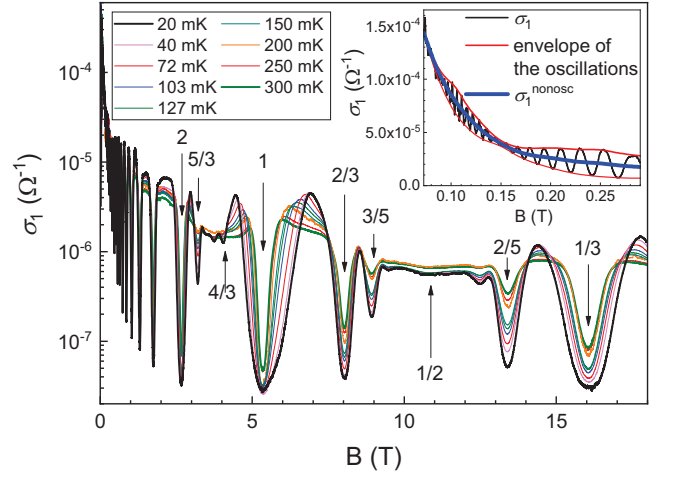 20 mK
40 mK
72 mK
103 mK
127 mK
150 mK
200 mK
250 mK
300 mK
σ₁
envelope of
the oscillations
σ₁ⁿᵒⁿᵒˢᶜ
1.5x10⁻⁴
1.0x10⁻⁴
5.0x10⁻⁵
0.0
σ₁ (Ω⁻¹)
0.10 0.15 0.20 0.25
B (T)
10⁻⁴
10⁻⁵
10⁻⁶
10⁻⁷
σ₁ (Ω⁻¹)
2
5/3
4/3
1
2/3
3/5
1/2
2/5
1/3
0 5 10 15
B (T)